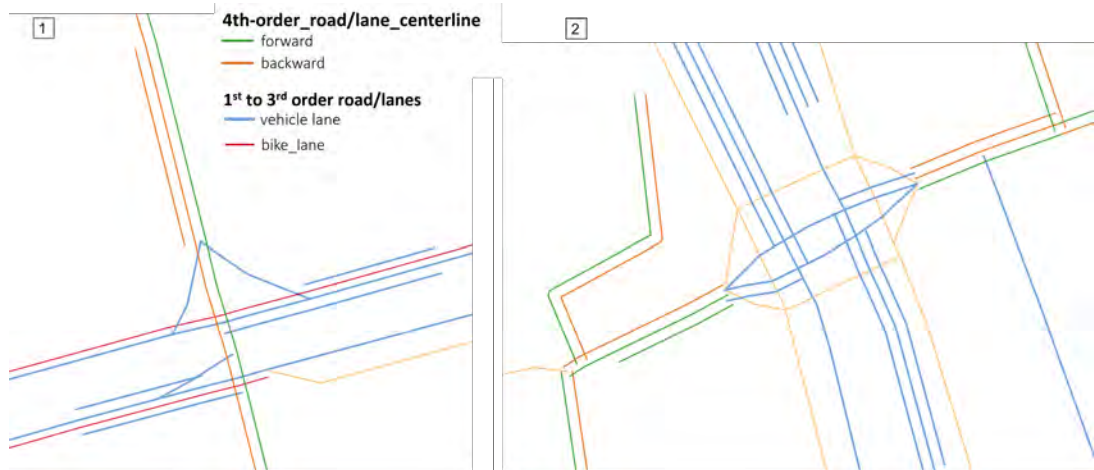 1
4th-order_road/lane_centerline
forward
backward
1st to 3rd order road/lanes
vehicle lane
bike_lane
2